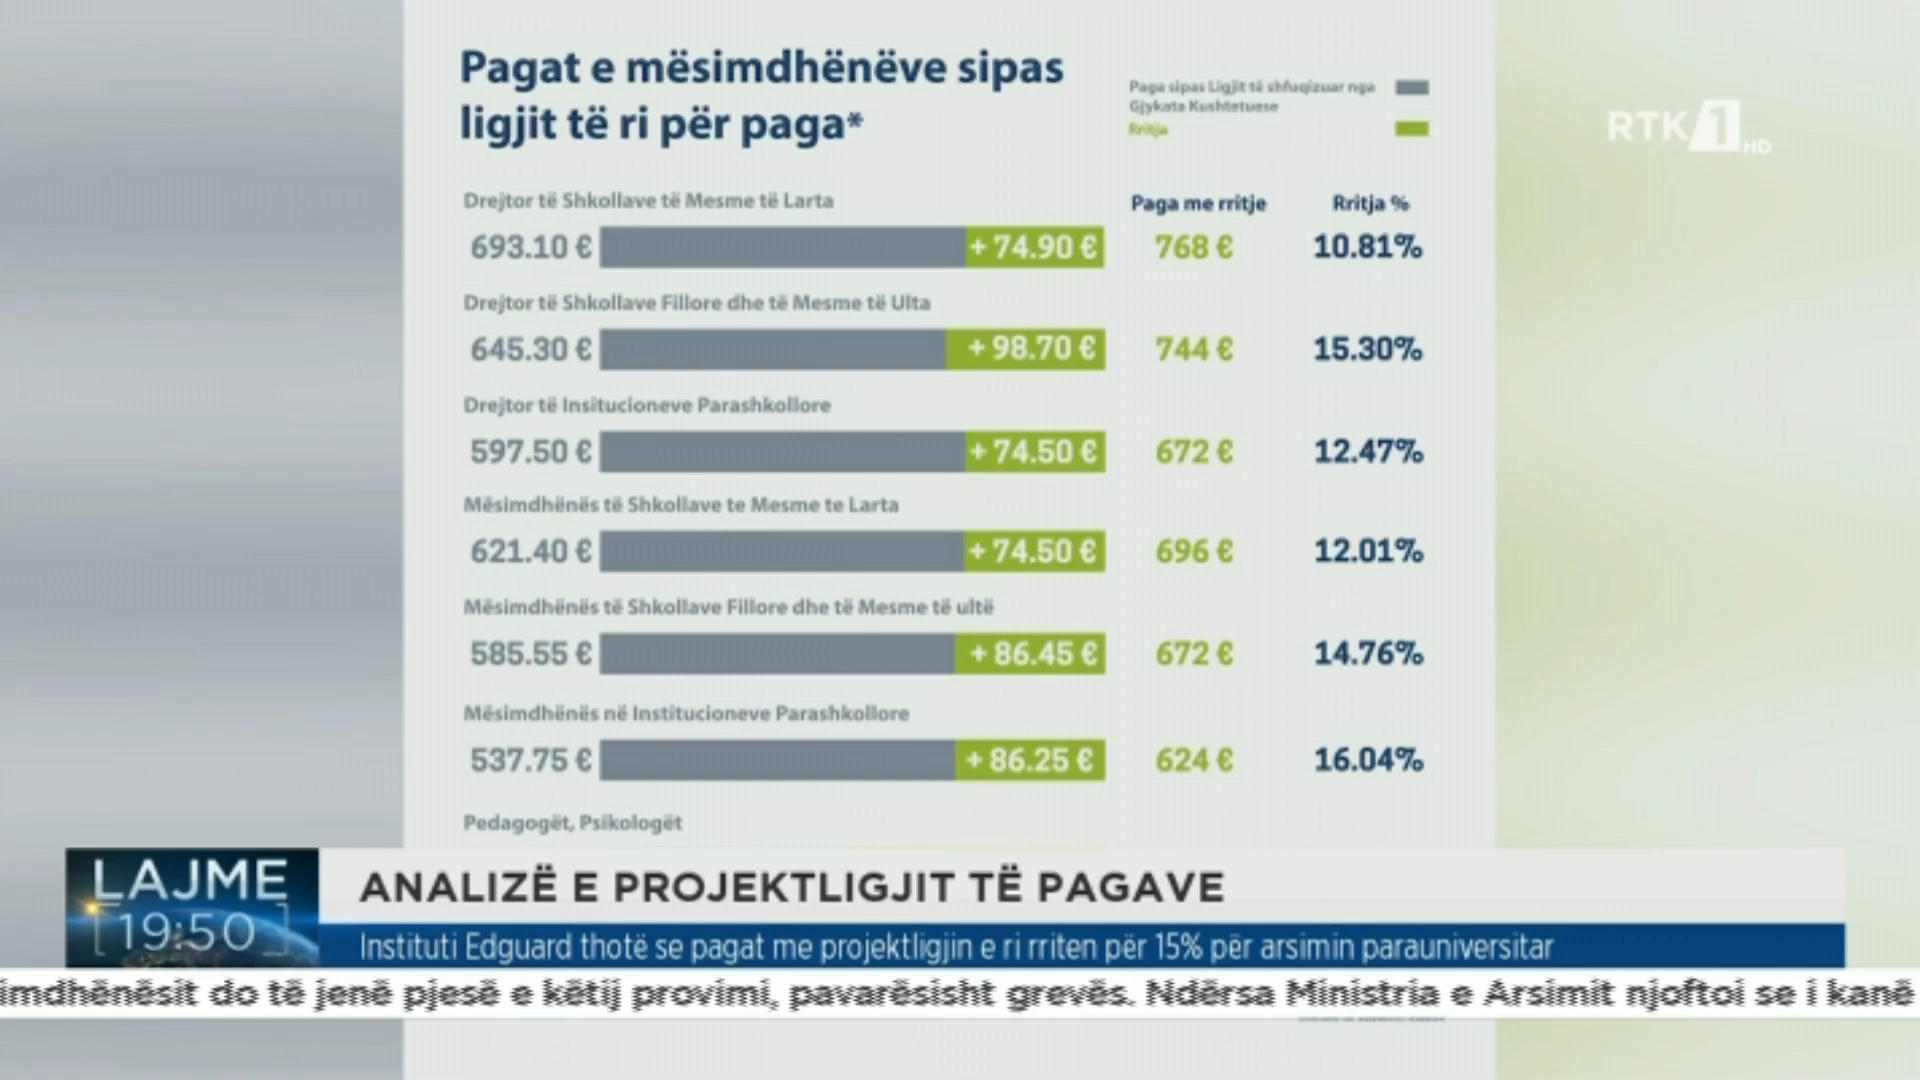 Pagat e mësimdhënëve sipas
ligjit të ri për paga*
Paga sipas Ligjit të shfuqizuar nga
Gjykata Kushtetuese
Rritja
RTK 1 HD
Drejtor të Shkollave të Mesme të Larta
Paga me rritje Rritja %
693.10 € + 74.90 € 768 € 10.81%
Drejtor të Shkollave Fillore dhe të Mesme të Ulta
645.30 € + 98.70 € 744 € 15.30%
Drejtor të Insitucioneve Parashkollore
597.50 € + 74.50 € 672 € 12.47%
Mësimdhënës të Shkollave te Mesme te Larta
621.40 € + 74.50 € 696 € 12.01%
Mësimdhënës të Shkollave Fillore dhe të Mesme të ultë
585.55 € + 86.45 € 672 € 14.76%
Mësimdhënës në Institucioneve Parashkollore
537.75 € + 86.25 € 624 € 16.04%
Pedagogët, Psikologët
LAJME
19:50
ANALIZË E PROJEKTLIGJIT TË PAGAVE
Instituti Edguard thotë se pagat me projektligjin e ri rriten për 15% për arsimin parauniversitar
imdhënësit do të jenë pjesë e këtij provimi, pavarësisht grevës. Ndërsa Ministria e Arsimit njoftoi se i kanë